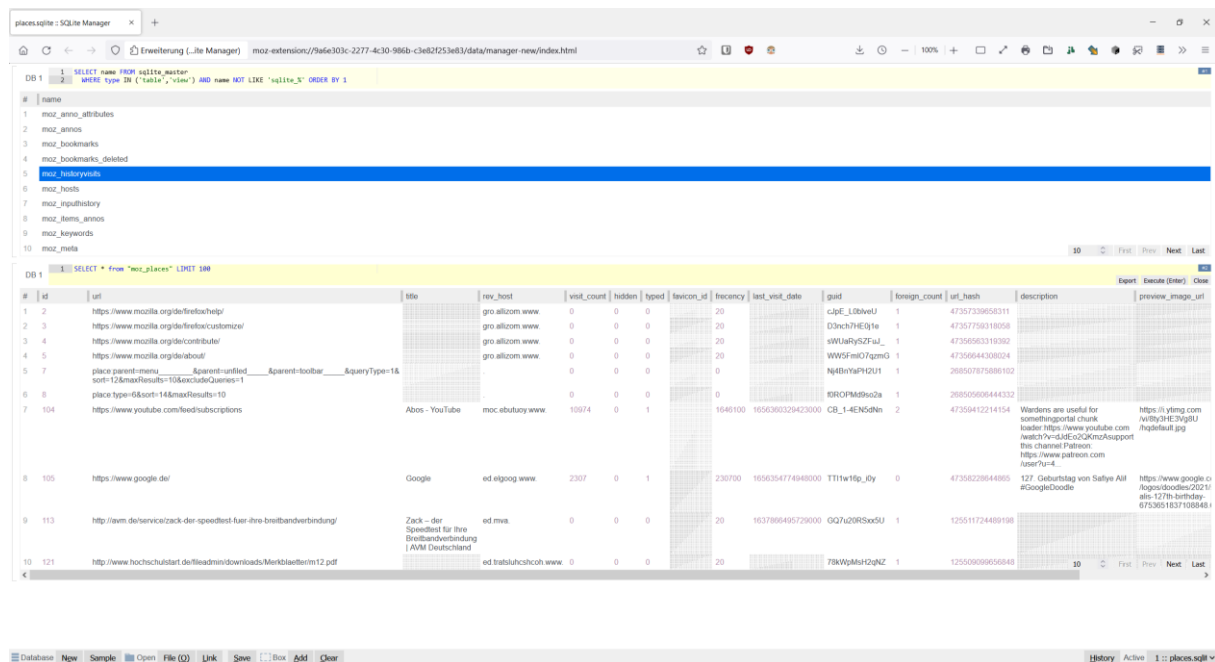 places.sqlite :: SQLite Manager
Erweiterung (...ite Manager) moz-extension://9a6e303c-2277-4c30-986b-c3e82f253e83/data/manager-new/index.html 100%
DB 1
1 SELECT name FROM sqlite_master
2 WHERE type IN ('table','view') AND name NOT LIKE 'sqlite_%' ORDER BY 1
# name
1 moz_anno_attributes
2 moz_annos
3 moz_bookmarks
4 moz_bookmarks_deleted
5 moz_historyvisits
6 moz_hosts
7 moz_inputhistory
8 moz_items_annos
9 moz_keywords
10 moz_meta
10 First Prev Next Last
DB 1
1 SELECT * from "moz_places" LIMIT 100
Export Execute (Enter) Close
# id url title rev_host visit_count hidden typed favicon_id frecency last_visit_date guid foreign_count url_hash description preview_image_url
1 2 https://www.mozilla.org/de/firefox/help/ gro.allizom.www. 0 0 0 20 cJpE_L0blveU 1 47357339658311
2 3 https://www.mozilla.org/de/firefox/customize/ gro.allizom.www. 0 0 0 20 D3nch7HE0j1e 1 47357759318058
3 4 https://www.mozilla.org/de/contribute/ gro.allizom.www. 0 0 0 20 sWUaRySZFuJ_ 1 47356563319392
4 5 https://www.mozilla.org/de/about/ gro.allizom.www. 0 0 0 20 WW5FmlO7qzmG 1 47356644308024
5 7 place:parent=menu________&parent=unfiled_____&parent=toolbar_____&queryType=1& . 0 0 0 0 Nj4BnYaPH2U1 1 268507875886102
sort=12&maxResults=10&excludeQueries=1
6 8 place:type=6&sort=14&maxResults=10 . 0 0 0 0 f0ROPMd9so2a 1 268505606444332
7 104 https://www.youtube.com/feed/subscriptions Abos - YouTube moc.ebutuoy.www. 10974 0 1 1646100 1656360329423000 CB_1-4EN5dNn 2 47359412214154 Wardens are useful for https://i.ytimg.com
somethingportal chunk /vi/8ty3HE3Vg8U
loader:https://www.youtube.com /hqdefault.jpg
/watch?v=dJdEo2QKmzAsupport
this channel:Patreon:
https://www.patreon.com
/user?u=4...
8 105 https://www.google.de/ Google ed.elgoog.www. 2307 0 1 230700 1656354774948000 TTI1w16p_i0y 0 47358228644865 127. Geburtstag von Safiye Ali! https://www.google.c
#GoogleDoodle /logos/doodles/2021/
alis-127th-birthday-
6753651837108848.
9 113 http://avm.de/service/zack-der-speedtest-fuer-ihre-breitbandverbindung/ Zack – der ed.mva. 0 0 0 20 1637866495729000 GQ7u20RSxx5U 1 125511724489198
Speedtest für Ihre
Breitbandverbindung
| AVM Deutschland
10 121 http://www.hochschulstart.de/fileadmin/downloads/Merkblaetter/m12.pdf ed.tratsluhcshcoh.www. 0 0 0 20 78kWpMsH2qNZ 1 125509099656848
10 First Prev Next Last
Database New Sample Open File (O) Link Save Box Add Clear History Active 1 :: places.sqlit